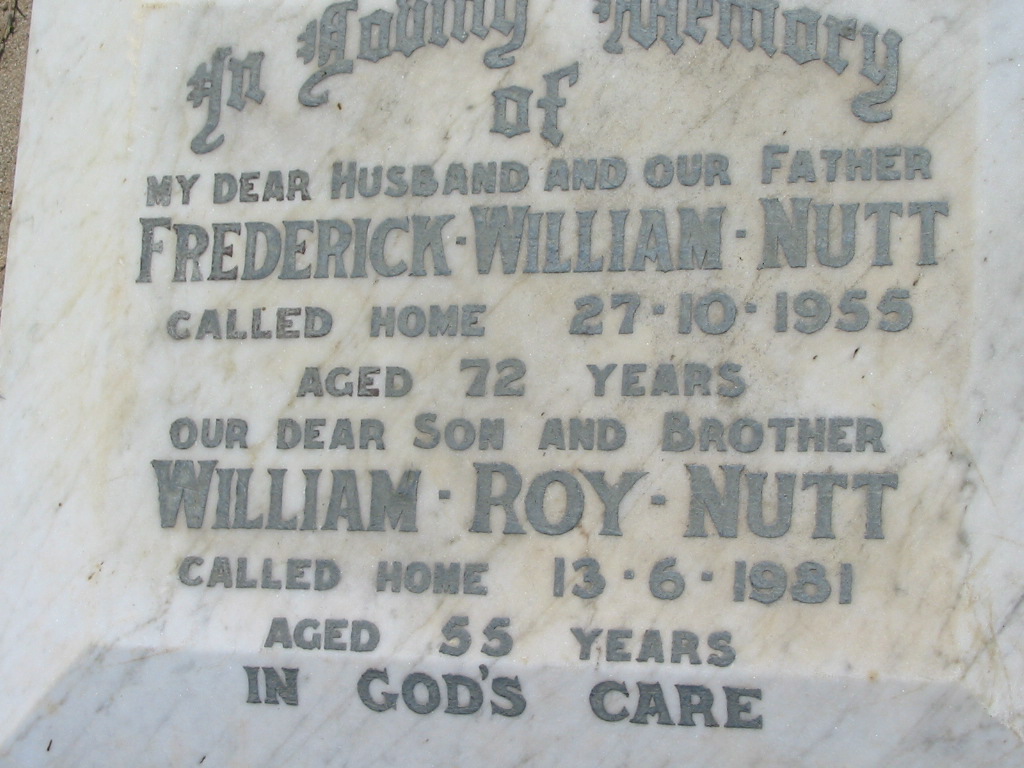 In Loving Memory
of
MY DEAR HUSBAND AND OUR FATHER
FREDERICK · WILLIAM · NUTT
CALLED HOME 27 · 10 · 1955
AGED 72 YEARS
OUR DEAR SON AND BROTHER
WILLIAM · ROY · NUTT
CALLED HOME 13 · 6 · 1981
AGED 55 YEARS
IN GOD'S CARE